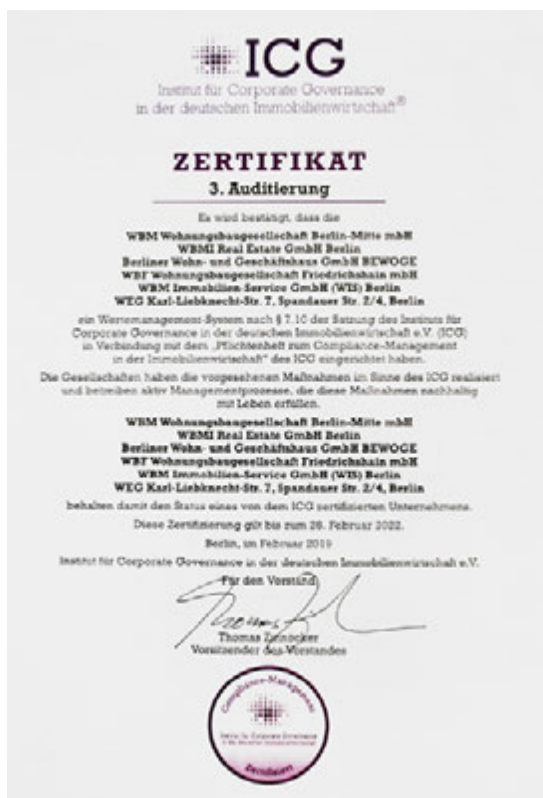 ICG
Institut für Corporate Governance
in der deutschen Immobilienwirtschaft®
ZERTIFIKAT
3. Auditierung
Es wird bestätigt, dass die
WBM Wohnungsbaugesellschaft Berlin-Mitte mbH
WBMI Real Estate GmbH Berlin
Berliner Wohn- und Geschäftshaus GmbH BEWOGE
WBF Wohnungsbaugesellschaft Friedrichshain mbH
WBM Immobilien-Service GmbH (WIS) Berlin
WEG Karl-Liebknecht-Str. 7, Spandauer Str. 2/4, Berlin
ein Wertemanagement-System nach § 7.10 der Satzung des Instituts für
Corporate Governance in der deutschen Immobilienwirtschaft e.V. (ICG)
in Verbindung mit dem „Pflichtenheft zum Compliance-Management
in der Immobilienwirtschaft" des ICG eingerichtet haben.
Die Gesellschaften haben die vorgesehenen Maßnahmen im Sinne des ICG realisiert
und betreiben aktiv Managementprozesse, die diese Maßnahmen nachhaltig
mit Leben erfüllen.
WBM Wohnungsbaugesellschaft Berlin-Mitte mbH
WBMI Real Estate GmbH Berlin
Berliner Wohn- und Geschäftshaus GmbH BEWOGE
WBF Wohnungsbaugesellschaft Friedrichshain mbH
WBM Immobilien-Service GmbH (WIS) Berlin
WEG Karl-Liebknecht-Str. 7, Spandauer Str. 2/4, Berlin
behalten damit den Status eines von dem ICG zertifizierten Unternehmens.
Diese Zertifizierung gilt bis zum 28. Februar 2022.
Berlin, im Februar 2019
Institut für Corporate Governance in der deutschen Immobilienwirtschaft e.V.
Für den Vorstand
Thomas Zinnöcker
Vorsitzender des Vorstandes
Compliance-Management
Institut für Corporate Governance
in der deutschen Immobilienwirtschaft
Zertifiziert